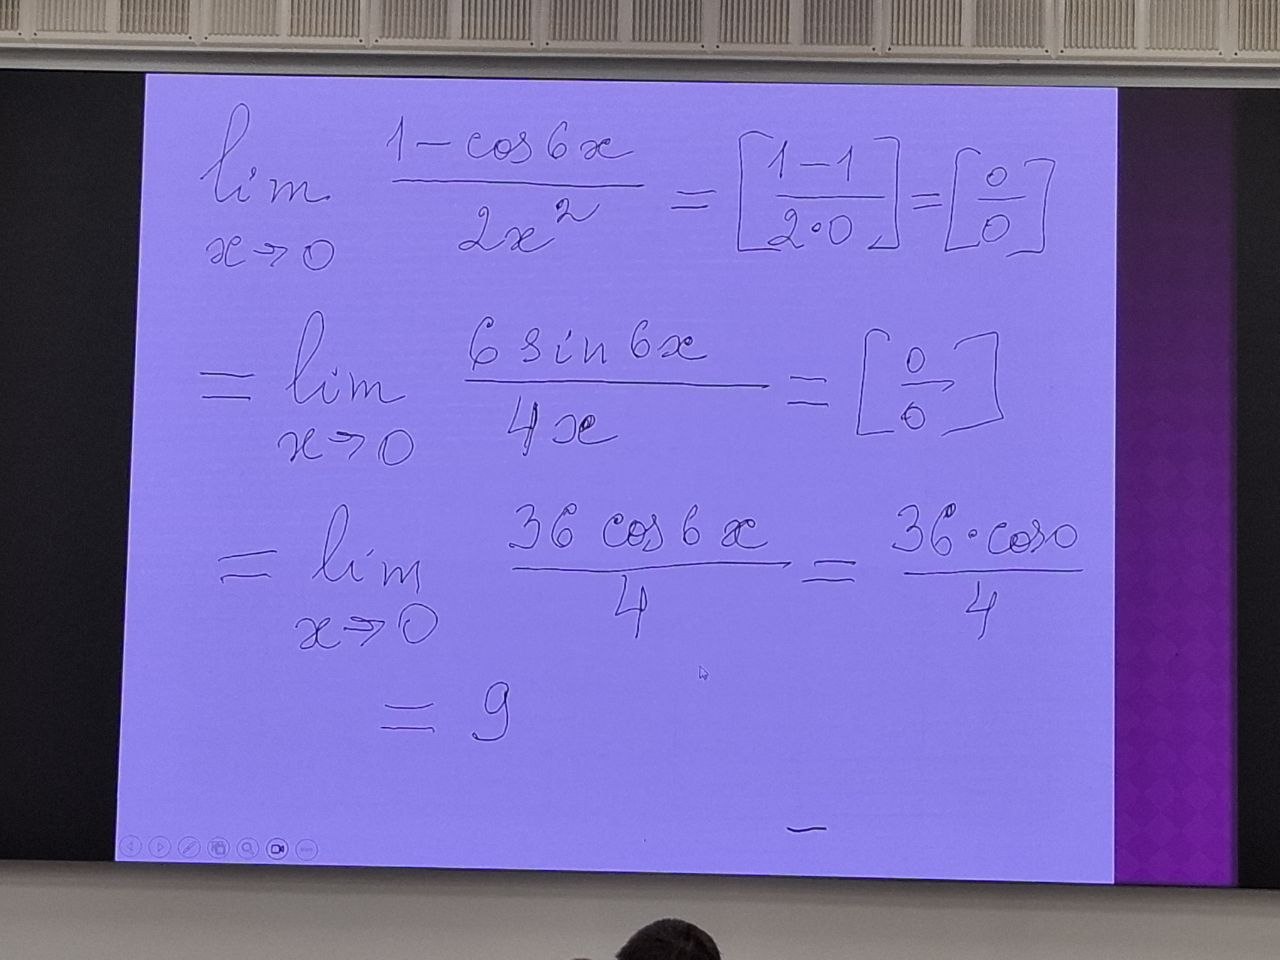 lim x→0 (1 - cos 6x)/(2x²) = [(1-1)/(2·0)] = [0/0]
= lim x→0 (6 sin 6x)/(4x) = [0/0]
= lim x→0 (36 cos 6x)/4 = (36·cos0)/4
= 9